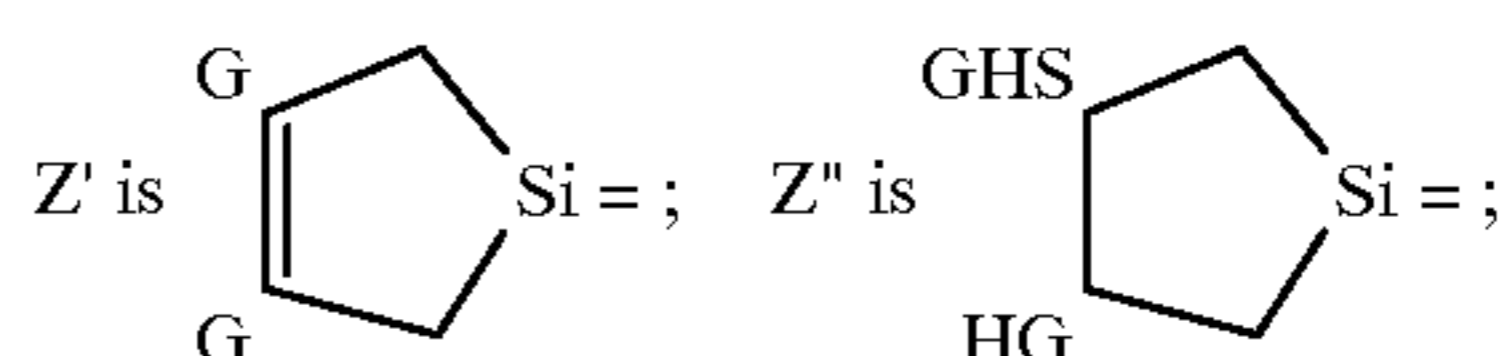 G GHS
Z' is Si = ; Z" is Si = ;
G HG